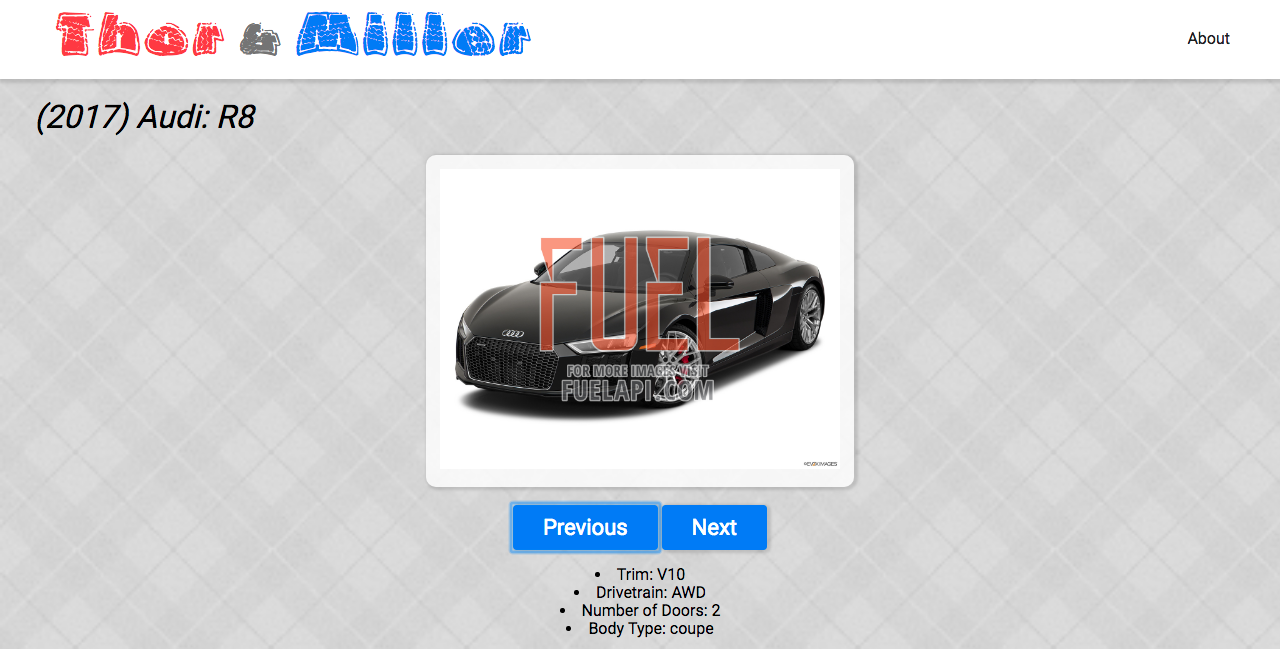 Thor & Miller
About
(2017) Audi: R8
FUEL
FOR MORE IMAGES VISIT
FUELAPI.COM
©EVOX IMAGES
Previous
Next
• Trim: V10
• Drivetrain: AWD
• Number of Doors: 2
• Body Type: coupe